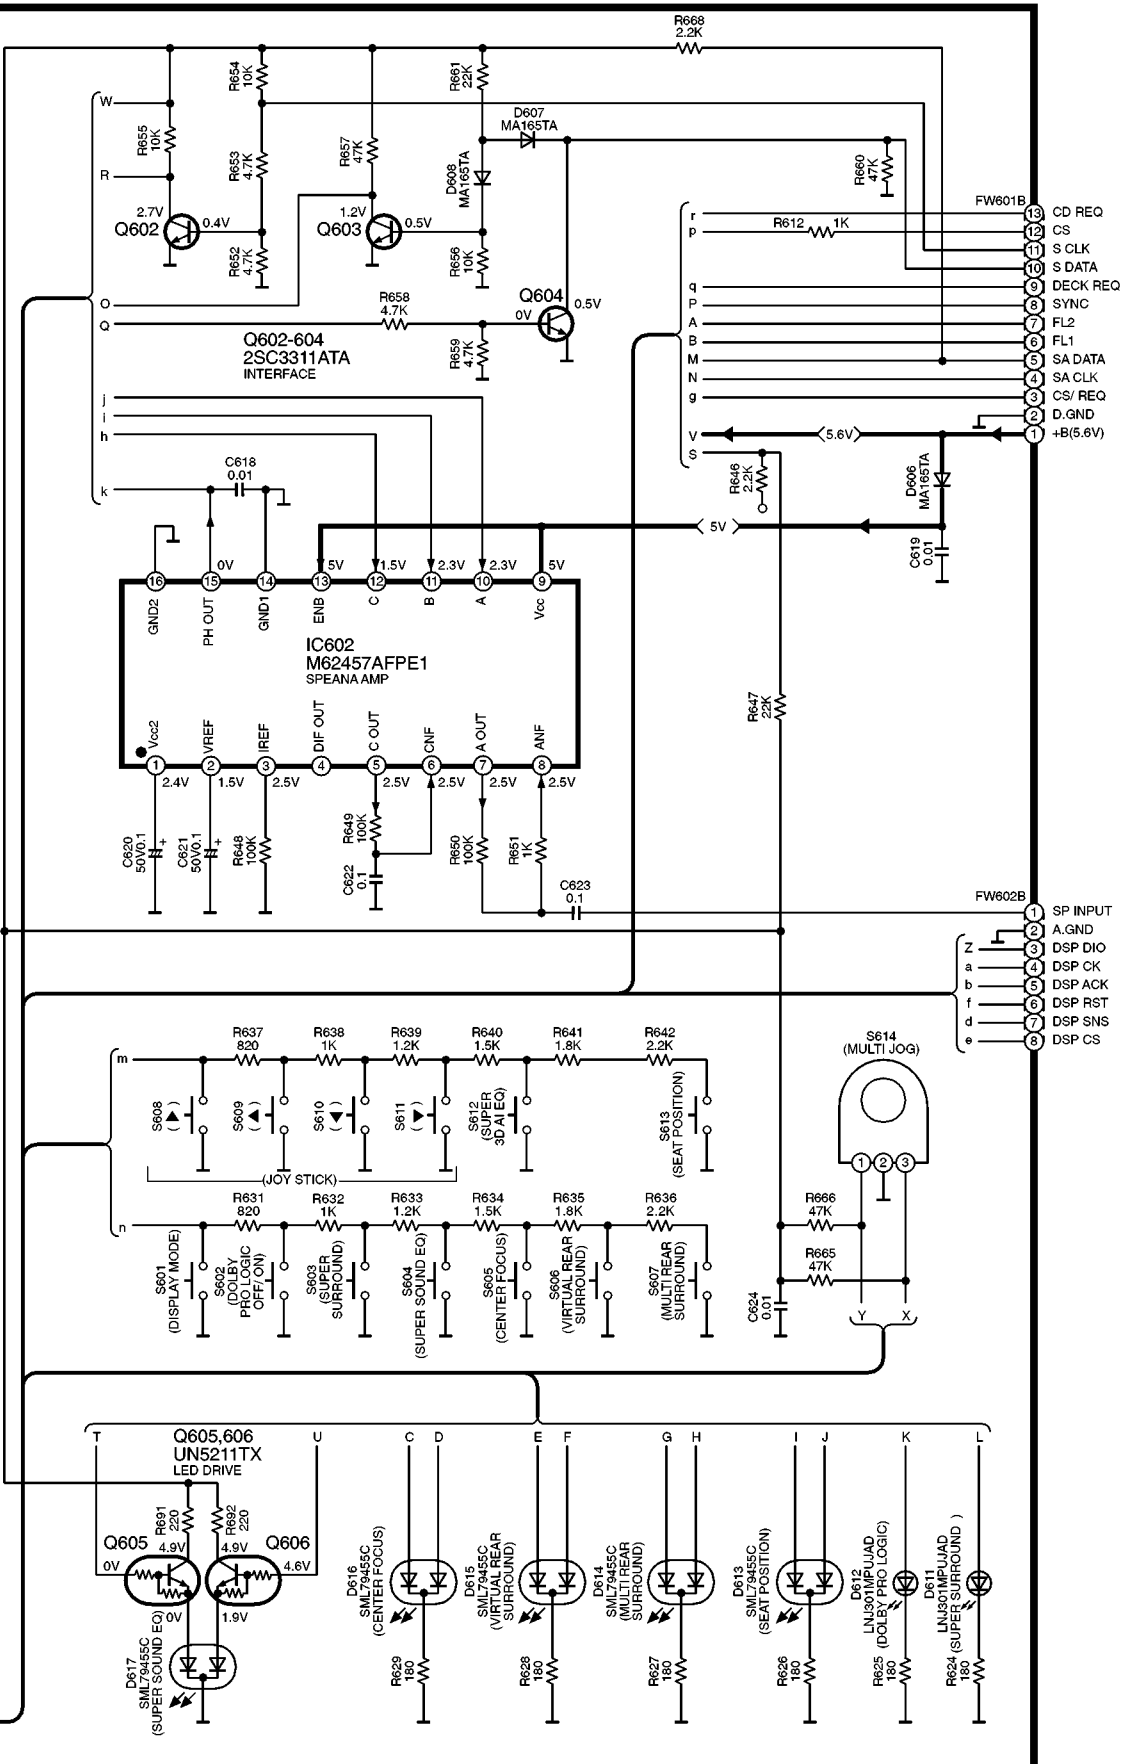 R668
2.2K
R654
10K
R661
22K
W
D607
MA165TA
R655
10K
R653
4.7K
R657
47K
D608
MA165TA
R660
47K
R
2.7V
Q602
0.4V
1.2V
Q603
0.5V
R652
4.7K
R656
10K
O
Q
R658
4.7K
Q604
0V
0.5V
R659
4.7K
Q602-604
2SC3311ATA
INTERFACE
FW601B
r
13 CD REQ
p
R612 1K
12 CS
11 S CLK
10 S DATA
q
9 DECK REQ
P
8 SYNC
A
7 FL2
B
6 FL1
M
5 SA DATA
N
4 SA CLK
g
3 CS/ REQ
2 D.GND
V
5.6V
1 +B(5.6V)
S
R646
2.2K
D606
MA165TA
5V
C619
0.01
j
i
h
k
C618
0.01
0V 5V 1.5V 2.3V 2.3V 5V
16 15 14 13 12 11 10 9
GND2 PH OUT GND1 ENB C B A Vcc
IC602
M62457AFPE1
SPEANA AMP
Vcc2 VREF IREF DIF OUT C OUT CNF A OUT ANF
1 2 3 4 5 6 7 8
2.4V 1.5V 2.5V 2.5V 2.5V 2.5V 2.5V
C620
50V0.1
+
C621
50V0.1
+
R648
100K
R649
100K
C622
0.1
R650
100K
R651
1K
C623
0.1
R647
22K
FW602B
1 SP INPUT
2 A.GND
Z
3 DSP DIO
a
4 DSP CK
b
5 DSP ACK
f
6 DSP RST
d
7 DSP SNS
e
8 DSP CS
m
R637
820
R638
1K
R639
1.2K
R640
1.5K
R641
1.8K
R642
2.2K
S608
(▲)
S609
(◀)
S610
(▼)
S611
(▶)
S612
(SUPER
3D AI EQ)
S613
(SEAT POSITION)
(JOY STICK)
S614
(MULTI JOG)
1 2 3
n
R631
820
R632
1K
R633
1.2K
R634
1.5K
R635
1.8K
R636
2.2K
S601
(DISPLAY MODE)
S602
(DOLBY
PRO LOGIC
OFF/ ON)
S603
(SUPER
SURROUND)
S604
(SUPER SOUND EQ)
S605
(CENTER FOCUS)
S606
(VIRTUAL REAR
SURROUND)
S607
(MULTI REAR
SURROUND)
R666
47K
R665
47K
C624
0.01
Y X
T
Q605,606
UN5211TX
LED DRIVE
U C D E F G H I J K L
R691
220
R692
220
Q605
4.9V
4.9V
Q606
0V
4.6V
0V
1.9V
D617
SML79455C
(SUPER SOUND EQ)
D616
SML79455C
(CENTER FOCUS)
D615
SML79455C
(VIRTUAL REAR
SURROUND)
D614
SML79455C
(MULTI REAR
SURROUND)
D613
SML79455C
(SEAT POSITION)
D612
LNJ301MPUJAD
(DOLBY PRO LOGIC)
D611
LNJ301MPUJAD
(SUPER SURROUND )
R629
180
R628
180
R627
180
R626
180
R625
180
R624
180